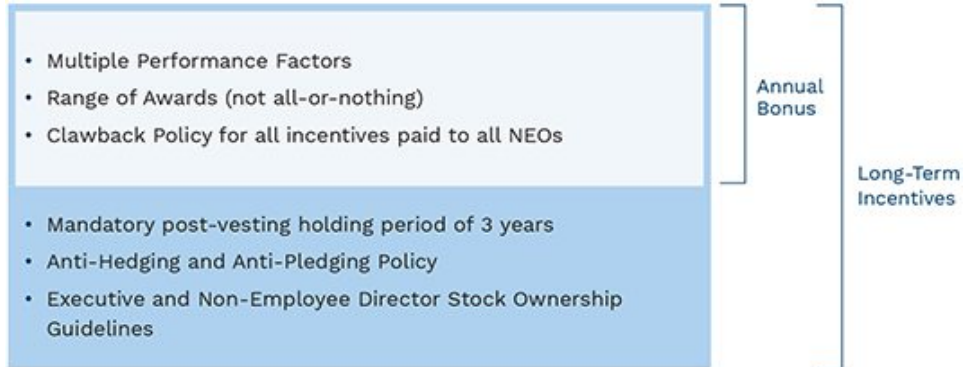 • Multiple Performance Factors
• Range of Awards (not all-or-nothing)
• Clawback Policy for all incentives paid to all NEOs
Annual
Bonus
• Mandatory post-vesting holding period of 3 years
• Anti-Hedging and Anti-Pledging Policy
• Executive and Non-Employee Director Stock Ownership
Guidelines
Long-Term
Incentives